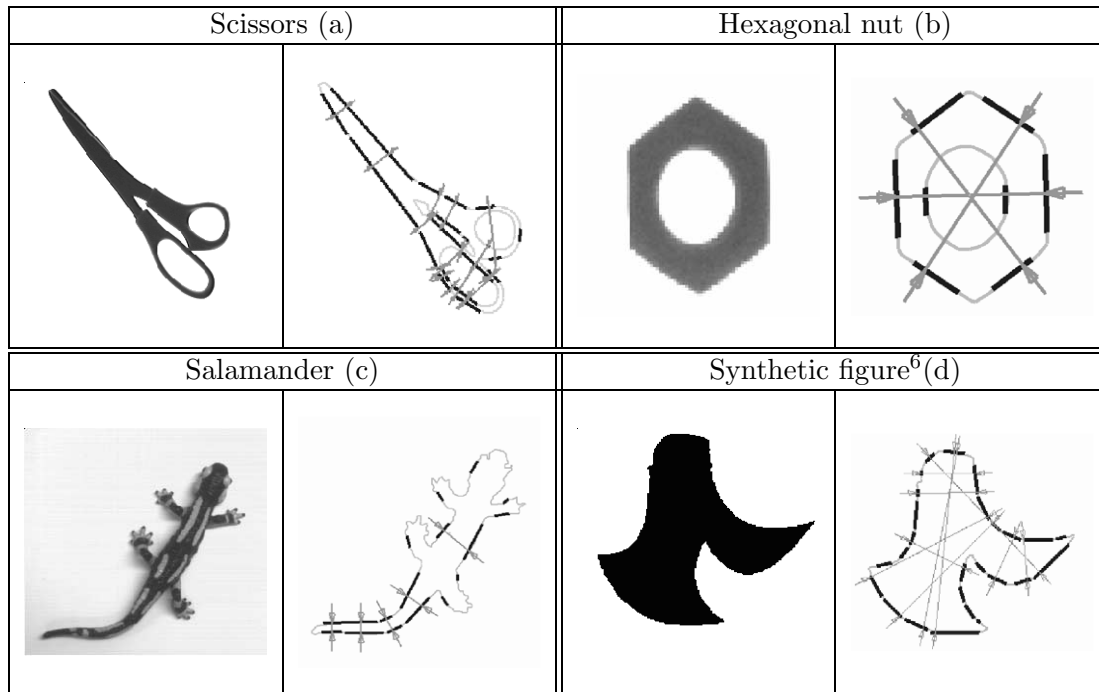 Scissors (a)
Hexagonal nut (b)
Salamander (c)
Synthetic figure⁶(d)